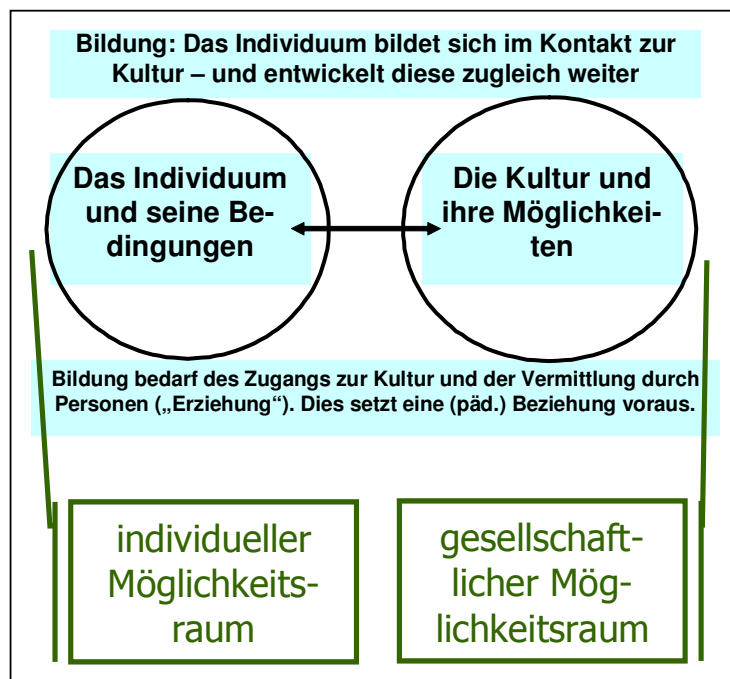 Bildung: Das Individuum bildet sich im Kontakt zur
Kultur – und entwickelt diese zugleich weiter
Das Individuum
und seine Be-
dingungen
Die Kultur und
ihre Möglichkei-
ten
Bildung bedarf des Zugangs zur Kultur und der Vermittlung durch
Personen („Erziehung“). Dies setzt eine (päd.) Beziehung voraus.
individueller
Möglichkeits-
raum
gesellschaft-
licher Mög-
lichkeitsraum